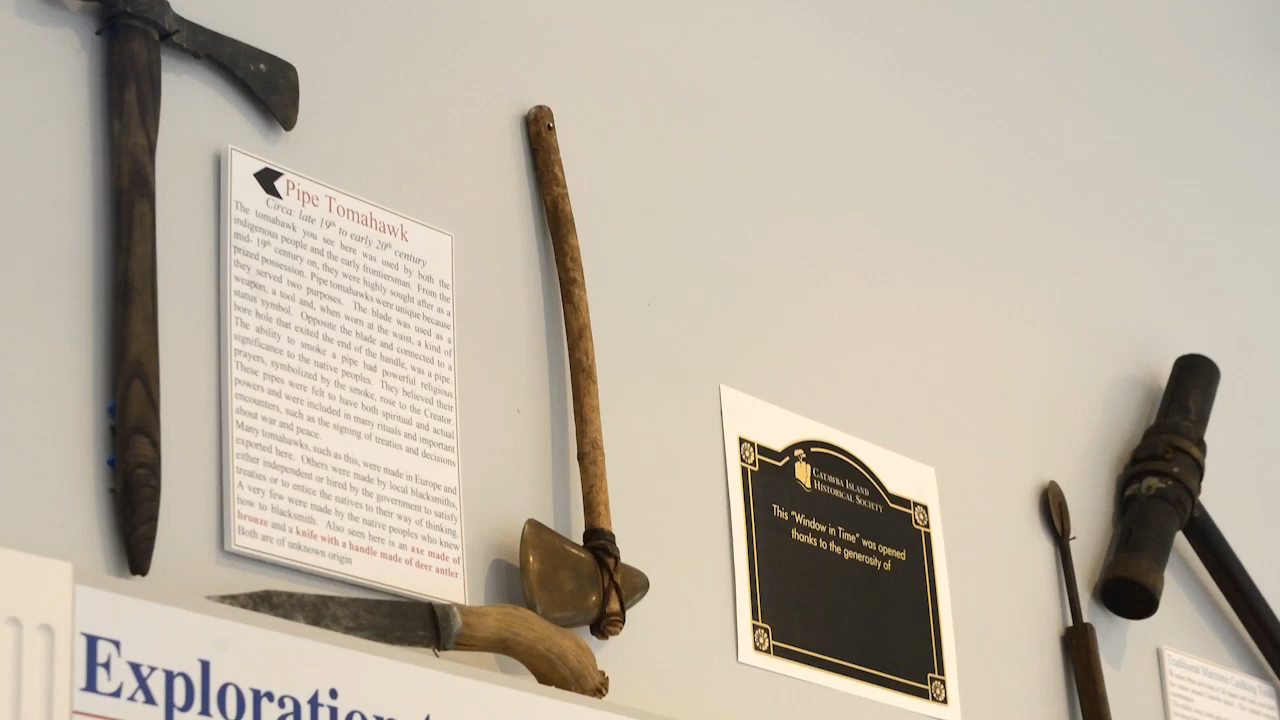 Pipe Tomahawk
Circa: late 19th to early 20th century
The tomahawk you see here was used by both the
indigenous people and the early frontiersman. From the
mid- 19th century on, they were highly sought after as a
prized possession. Pipe tomahawks were unique because
they served two purposes. The blade was used as a
weapon, a tool and, when worn at the waist, a kind of
status symbol. Opposite the blade and connected to a
bore hole that exited the end of the handle, was a pipe.
The ability to smoke a pipe had powerful religious
significance to the native peoples. They believed their
prayers, symbolized by the smoke, rose to the Creator.
These pipes were felt to have both spiritual and actual
powers and were included in many rituals and important
encounters, such as the signing of treaties and decisions
about war and peace.
Many tomahawks, such as this, were made in Europe and
exported here. Others were made by local blacksmiths,
either independent or hired by the government to satisfy
treaties or to entice the natives to their way of thinking.
A very few were made by the native peoples who knew
how to blacksmith. Also seen here is an axe made of
bronze and a knife with a handle made of deer antler.
Both are of unknown origin
CATAWBA ISLAND
HISTORICAL SOCIETY
This "Window in Time" was opened
thanks to the generosity of
Exploration
Traditional Maritime Caulking